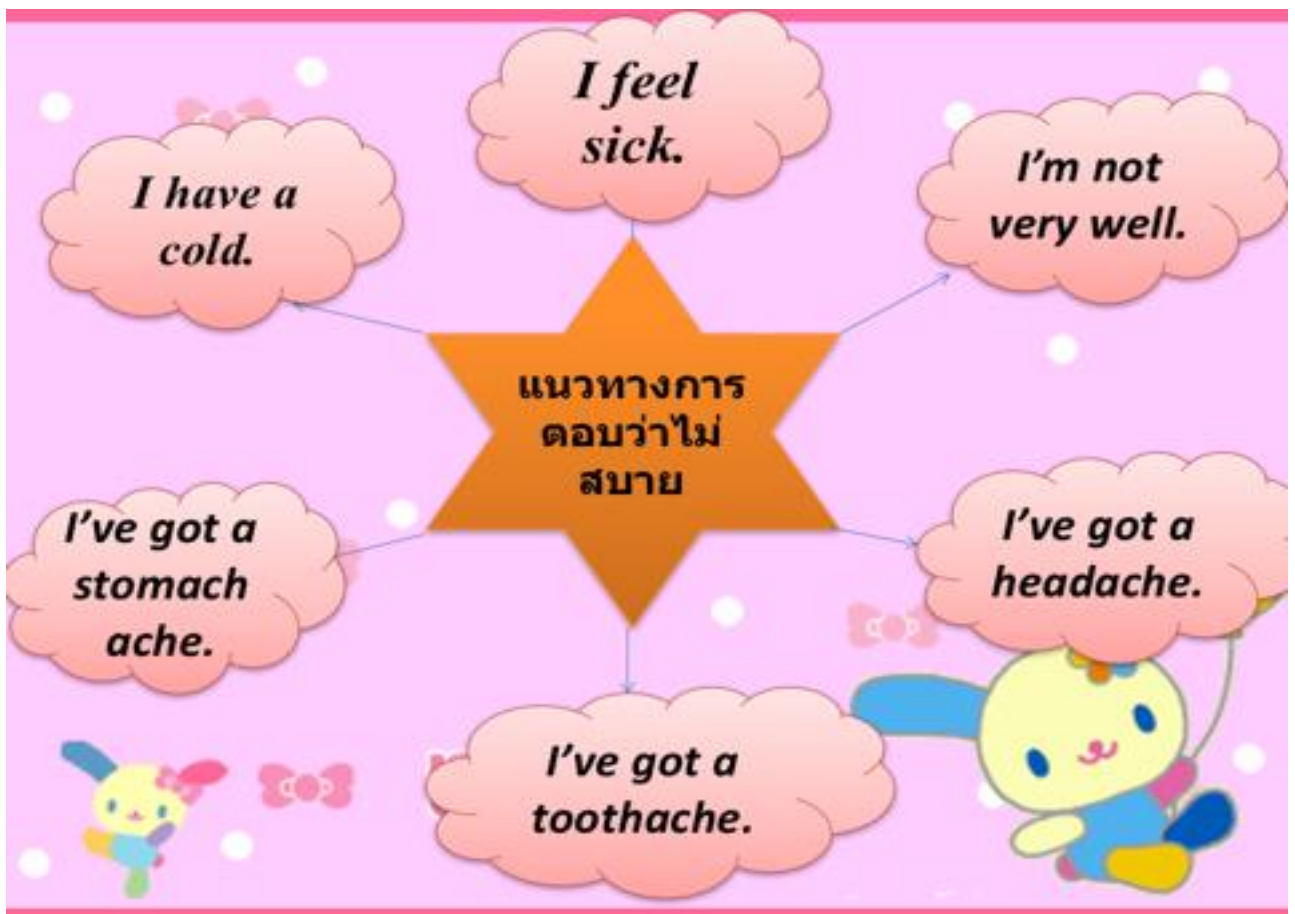 I feel
sick.
I have a
cold.
I'm not
very well.
แนวทางการ
ตอบว่าไม่
สบาย
I've got a
stomach
ache.
I've got a
headache.
I've got a
toothache.